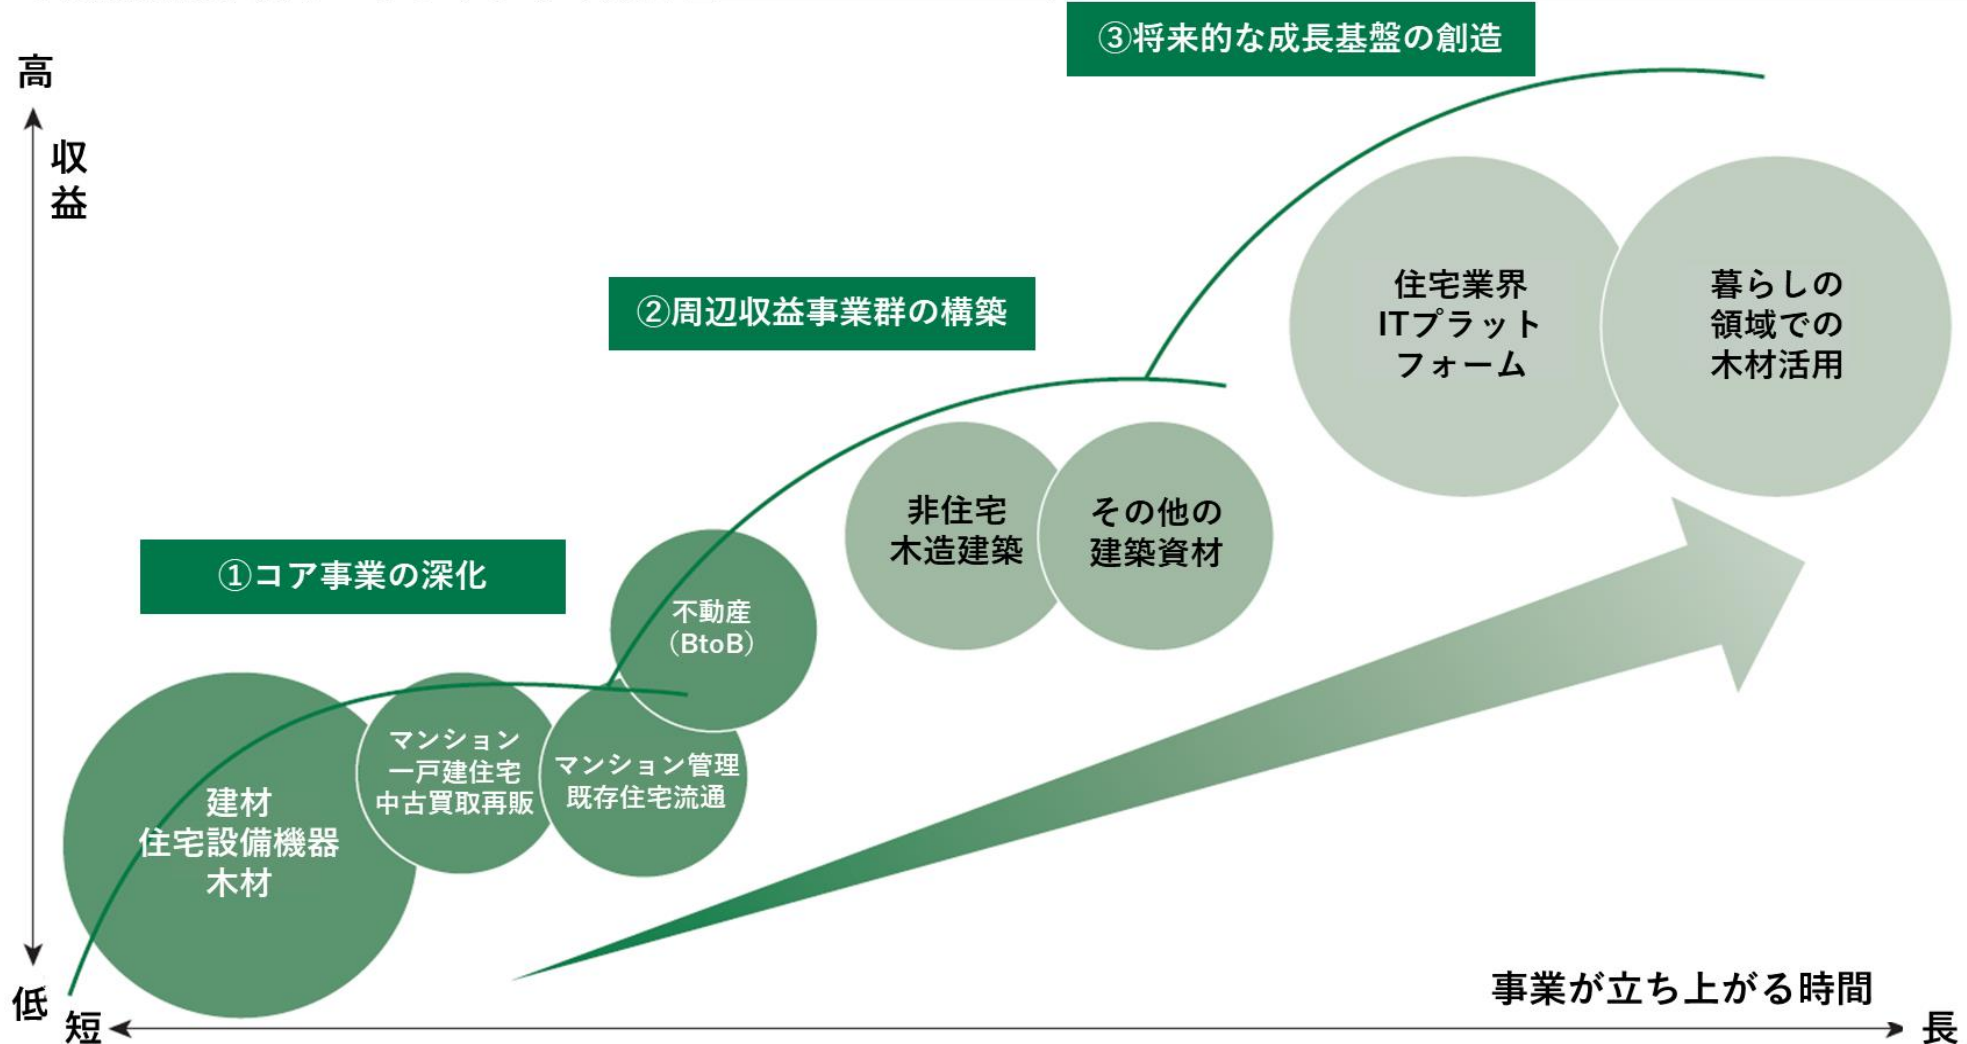 ③将来的な成長基盤の創造
高
収
益
住宅業界
ITプラット
フォーム
暮らしの
領域での
木材活用
②周辺収益事業群の構築
非住宅
木造建築
その他の
建築資材
①コア事業の深化
不動産
（BtoB）
マンション
一戸建住宅
中古買取再販
マンション管理
既存住宅流通
建材
住宅設備機器
木材
低
事業が立ち上がる時間
短
長